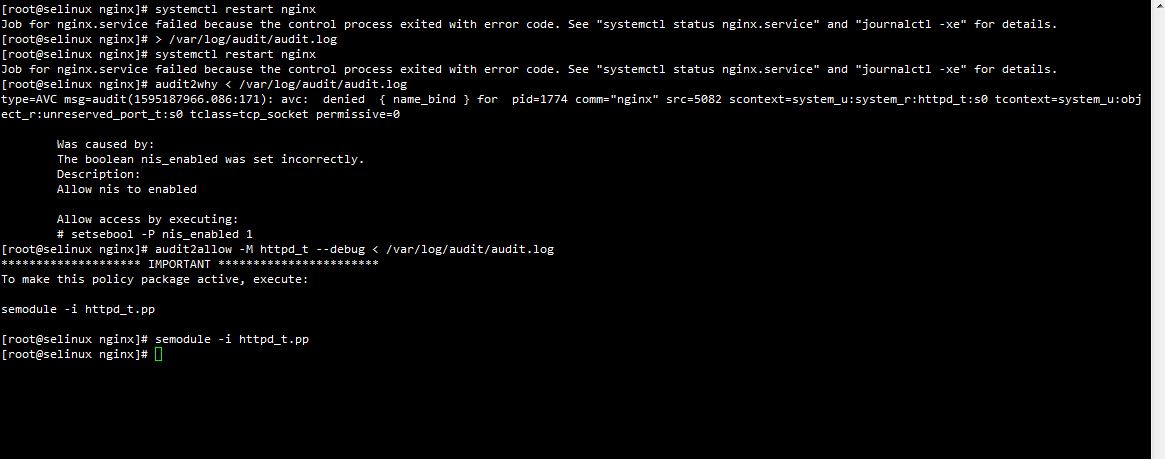 [root@selinux nginx]# systemctl restart nginx
Job for nginx.service failed because the control process exited with error code. See "systemctl status nginx.service" and "journalctl -xe" for details.
[root@selinux nginx]# > /var/log/audit/audit.log
[root@selinux nginx]# systemctl restart nginx
Job for nginx.service failed because the control process exited with error code. See "systemctl status nginx.service" and "journalctl -xe" for details.
[root@selinux nginx]# audit2why < /var/log/audit/audit.log
type=AVC msg=audit(1595187966.086:171): avc:  denied  { name_bind } for  pid=1774 comm="nginx" src=5082 scontext=system_u:system_r:httpd_t:s0 tcontext=system_u:obj
ect_r:unreserved_port_t:s0 tclass=tcp_socket permissive=0
Was caused by:
The boolean nis_enabled was set incorrectly.
Description:
Allow nis to enabled
Allow access by executing:
# setsebool -P nis_enabled 1
[root@selinux nginx]# audit2allow -M httpd_t --debug < /var/log/audit/audit.log
******************** IMPORTANT ***********************
To make this policy package active, execute:
semodule -i httpd_t.pp
[root@selinux nginx]# semodule -i httpd_t.pp
[root@selinux nginx]#